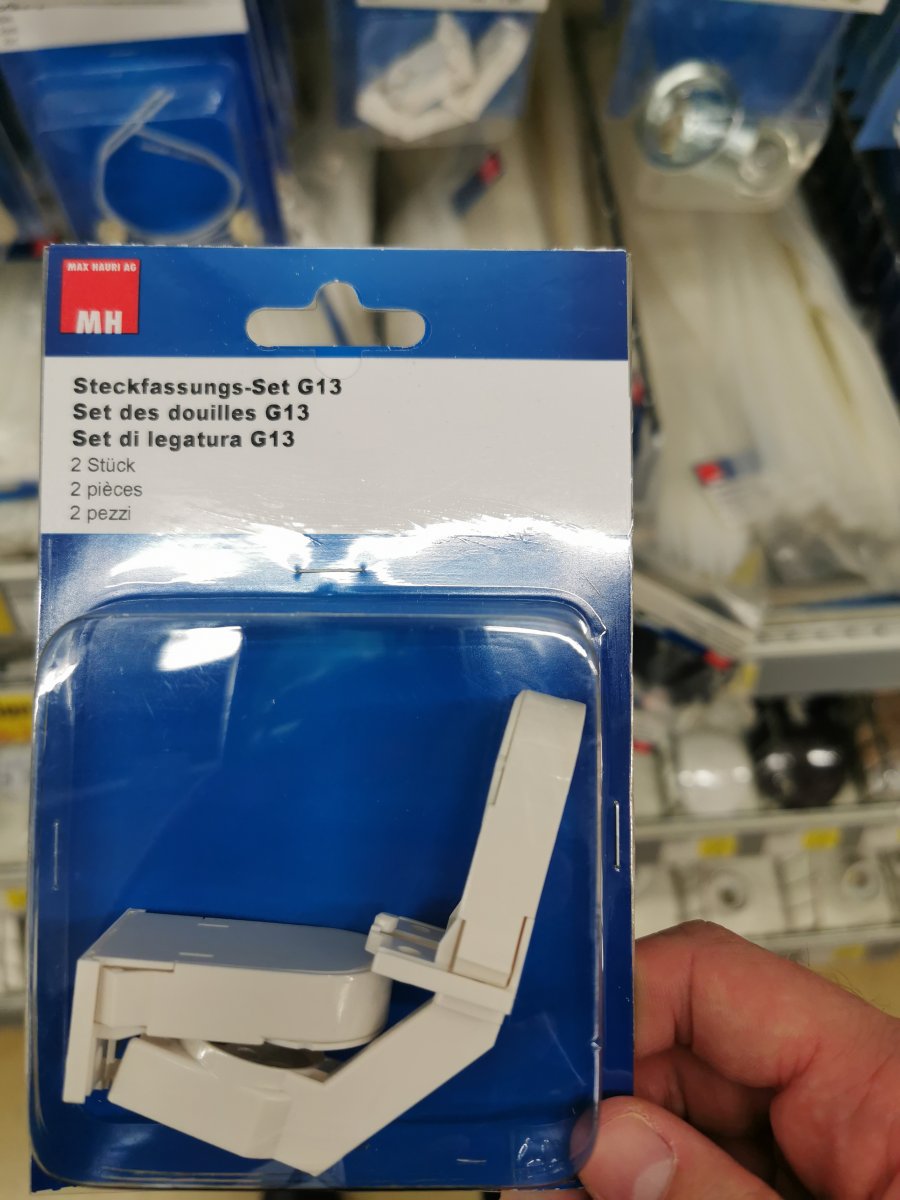 MAX HAURI AG
MH
Steckfassungs-Set G13
Set des douilles G13
Set di legatura G13
2 Stück
2 pièces
2 pezzi